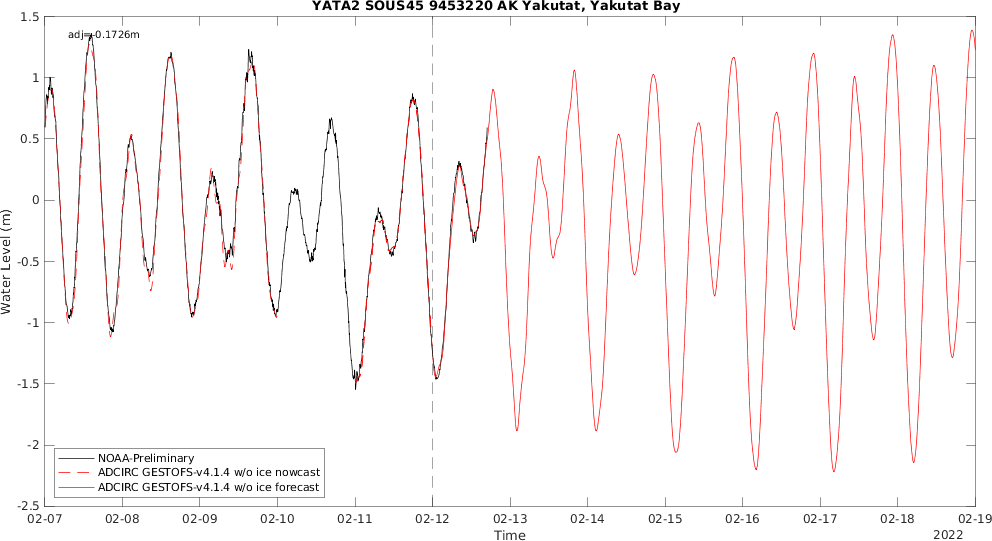 YATA2 SOUS45 9453220 AK Yakutat, Yakutat Bay
adj=-0.1726m
1.5
1
0.5
0
-0.5
-1
-1.5
-2
-2.5
Water Level (m)
NOAA-Preliminary
ADCIRC GESTOFS-v4.1.4 w/o ice nowcast
ADCIRC GESTOFS-v4.1.4 w/o ice forecast
02-07 02-08 02-09 02-10 02-11 02-12 02-13 02-14 02-15 02-16 02-17 02-18 02-19
Time
2022